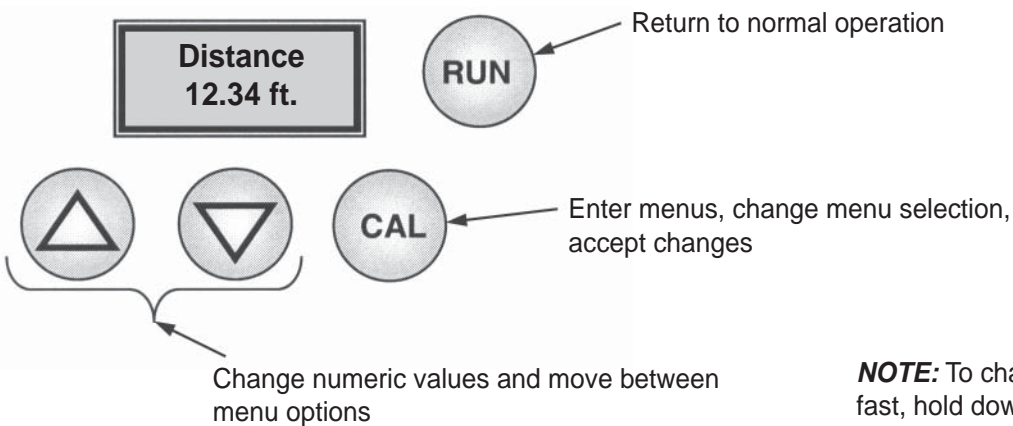 Distance
12.34 ft.
RUN
Return to normal operation
CAL
Enter menus, change menu selection,
accept changes
Change numeric values and move between
menu options
NOTE: To cha
fast, hold dow